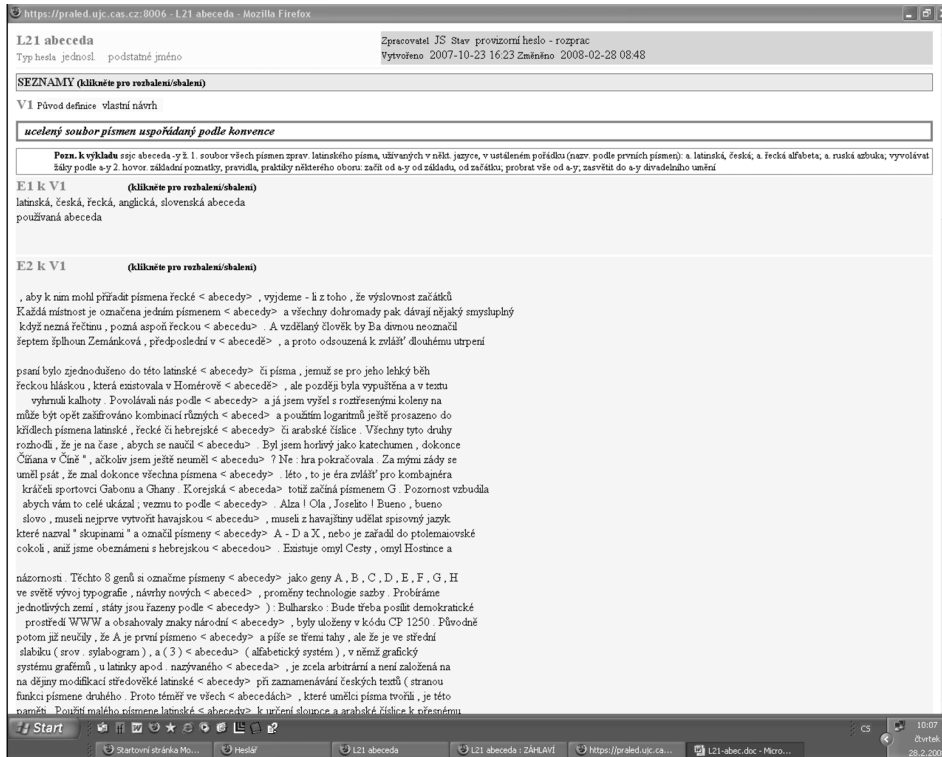 https://praled.ujc.cas.cz:8006 - L21 abeceda - Mozilla Firefox
L21 abeceda
Typ hesla jednosl. podstatné jméno
Zpracovatel JS Stav provizorní heslo - rozprac
Vytvořeno 2007-10-23 16:23 Změněno 2008-02-28 08:48
SEZNAMY (klikněte pro rozbalení/sbalení)
V1 Původ definice vlastní návrh
ucelený soubor písmen uspořádaný podle konvence
Pozn. k výkladu ssjc abeceda -y ž. 1. soubor všech písmen zprav. latinského písma, užívaných v někt. jazyce, v ustáleném pořádku (nazv. podle prvních písmen): a. latinská, česká; a. řecká alfabeta; a. ruská azbuka; vyvolávat
žáky podle a-y 2. hovor. základní poznatky, pravidla, praktiky některého oboru: začít od a-y od základu, od začátku; probrat vše od a-y; zasvětit do a-y divadelního umění
E1 k V1 (klikněte pro rozbalení/sbalení)
latinská, česká, řecká, anglická, slovenská abeceda
používaná abeceda
E2 k V1 (klikněte pro rozbalení/sbalení)
, aby k nim mohl přiřadit písmena řecké < abecedy> , vyjdeme - li z toho , že výslovnost začátků
Každá místnost je označena jedním písmenem < abecedy> a všechny dohromady pak dávají nějaký smysluplný
když nezná řečtinu , pozná aspoň řeckou < abecedu> . A vzdělaný člověk by Ba divnou neoznačil
šeptem šplhoun Zemánková , předposlední v < abecedě> , a proto odsouzená k zvlášť dlouhému utrpení
psaní bylo zjednodušeno do této latinské < abecedy> či písma , jemuž se pro jeho lehký běh
řeckou hláskou , která existovala v Homérově < abecedě> , ale později byla vypuštěna a v textu
vyhrnuli kalhoty . Povolávali nás podle < abecedy> a já jsem vyšel s roztřesenými koleny na
může být opět zašifrováno kombinací různých < abeced> a použitím logaritmů ještě prosazeno do
křídlech písmena latinské , řecké či hebrejské < abecedy> či arabské číslice . Všechny tyto druhy
rozhodli , že je na čase , abych se naučil < abecedu> . Byl jsem horlivý jako katechumen , dokonce
Číňana v Číně " , ačkoliv jsem ještě neuměl < abecedu> ? Ne : hra pokračovala . Za mými zády se
uměl psát , že znal dokonce všechna písmena < abecedy> . léto , to je éra zvlášť pro kombajnéra
kráčeli sportovci Gabonu a Ghany . Korejská < abeceda> totiž začíná písmenem G . Pozornost vzbudila
abych vám to celé ukázal ; vezmu to podle < abecedy> . Alza ! Ola , Joselito ! Bueno , bueno
slovo , museli nejprve vytvořit havajskou < abecedu> , museli z havajštiny udělat spisovný jazyk
které nazval " skupinami " a označil písmeny < abecedy> A - D a X , nebo je zařadil do ptolemaiovské
cokoli , aniž jsme obeznámeni s hebrejskou < abecedou> . Existuje omyl Cesty , omyl Hostince a
názornosti . Těchto 8 genů si označme písmeny < abecedy> jako geny A , B , C , D , E , F , G , H
ve světě vývoj typografie , návrhy nových < abeced> , proměny technologie sazby . Probíráme
jednotlivých zemí , státy jsou řazeny podle < abecedy> ) : Bulharsko : Bude třeba posílit demokratické
prostředí WWW a obsahovaly znaky národní < abecedy> , byly uloženy v kódu CP 1250 . Původně
potom již neučily , že A je první písmeno < abecedy> a píše se třemi tahy , ale že je ve střední
slabiku ( srov . sylabogram ) , a ( 3 ) < abecedu> ( alfabetický systém ) , v němž grafický
systému grafémů , u latinky apod . nazývaného < abeceda> , je zcela arbitrární a není založená na
na dějiny modifikací středověké latinské < abecedy> při zaznamenávání českých textů ( stranou
funkci písmene druhého . Proto téměř ve všech < abecedách> , které umělci písma tvořili , je této
paměti . Použití malého písmene latinské < abecedy> k určení sloupce a arabské číslice k přesnému
Start
CS 10:07
Startovní stránka Mo... Heslář L21 abeceda L21 abeceda : ZÁHLAVÍ https://praled.ujc.ca... L21-abec.doc - Micro... čtvrtek
28.2.200